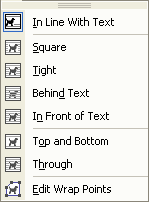 In Line With Text
Square
Tight
Behind Text
In Front of Text
Top and Bottom
Through
Edit Wrap Points